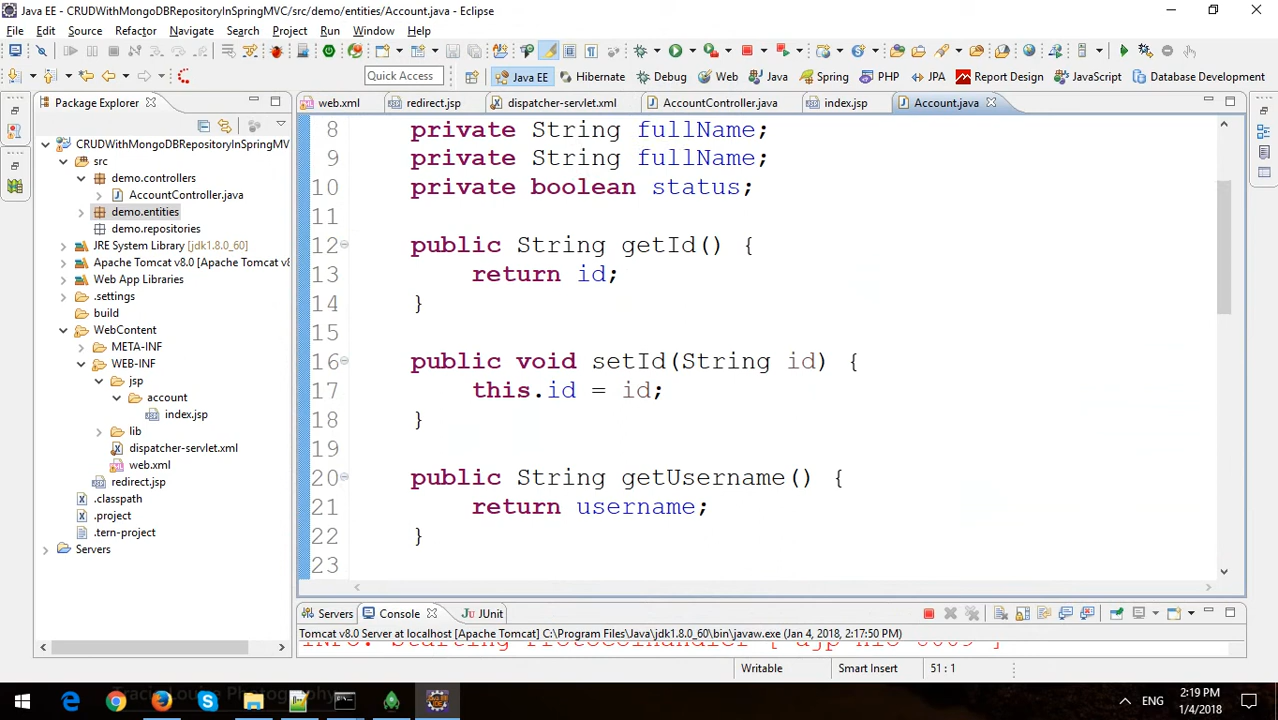 Java EE - CRUDWithMongoDBRepositoryInSpringMVC/src/demo/entities/Account.java - Eclipse
File Edit Source Refactor Navigate Search Project Run Window Help
Quick Access
Java EE Hibernate Debug Web Java Spring PHP JPA Report Design JavaScript Database Development
Package Explorer
CRUDWithMongoDBRepositoryInSpringMV
src
demo.controllers
AccountController.java
demo.entities
demo.repositories
JRE System Library [jdk1.8.0_60]
Apache Tomcat v8.0 [Apache Tomcat v
Web App Libraries
.settings
build
WebContent
META-INF
WEB-INF
jsp
account
index.jsp
lib
dispatcher-servlet.xml
web.xml
redirect.jsp
.classpath
.project
.tern-project
Servers
web.xml redirect.jsp dispatcher-servlet.xml AccountController.java index.jsp Account.java
8 private String fullName;
9 private String fullName;
10 private boolean status;
11
12 public String getId() {
13 return id;
14 }
15
16 public void setId(String id) {
17 this.id = id;
18 }
19
20 public String getUsername() {
21 return username;
22 }
23
Servers Console JUnit
Tomcat v8.0 Server at localhost [Apache Tomcat] C:\Program Files\Java\jdk1.8.0_60\bin\javaw.exe (Jan 4, 2018, 2:17:50 PM)
INFO: Starting ProtocolHandler ["ajp-nio-8009"]
Writable Smart Insert 51 : 1
Photography
ENG
2:19 PM
1/4/2018